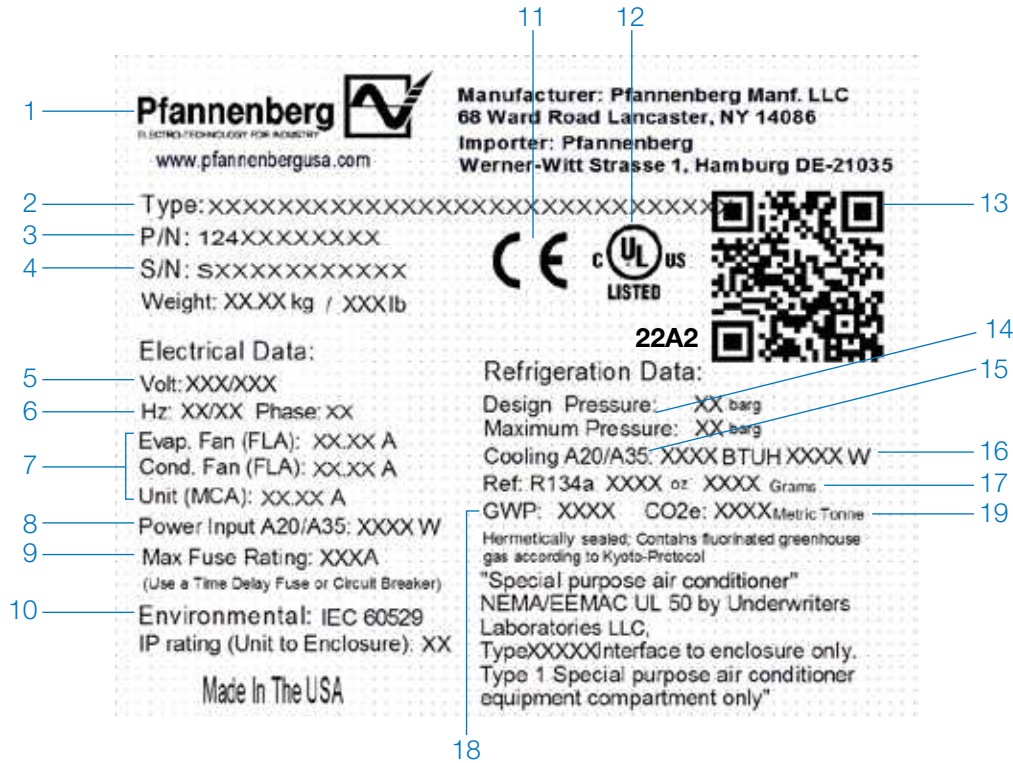 11
12
1
Pfannenberg
ELECTRO-TECHNOLOGY FOR INDUSTRY
www.pfannenbergusa.com
Manufacturer: Pfannenberg Manf. LLC
68 Ward Road Lancaster, NY 14086
Importer: Pfannenberg
Werner-Witt Strasse 1, Hamburg DE-21035
2
Type: XXXXXXXXXXXXXXXXXXXXXXXXXXXXXX
13
3
P/N: 124XXXXXXXX
4
S/N: SXXXXXXXXXXX
Weight: XX.XX kg / XXX lb
CE
C UL US
LISTED
22A2
Electrical Data:
5
Volt: XXX/XXX
6
Hz: XX/XX Phase: XX
7
Evap. Fan (FLA): XX.XX A
Cond. Fan (FLA): XX.XX A
Unit (MCA): XX.XX A
8
Power Input A20/A35: XXXX W
9
Max Fuse Rating: XXXA
(Use a Time Delay Fuse or Circuit Breaker)
10
Environmental: IEC 60529
IP rating (Unit to Enclosure): XX
Made In The USA
14
15
Refrigeration Data:
Design Pressure: XX barg
Maximum Pressure: XX barg
Cooling A20/A35: XXXX BTUH XXXX W
16
Ref: R134a XXXX oz XXXX Grams
17
GWP: XXXX CO2e: XXXX Metric Tonne
19
Hermetically sealed; Contains fluorinated greenhouse
gas according to Kyoto-Protocol
"Special purpose air conditioner"
NEMA/EEMAC UL 50 by Underwriters
Laboratories LLC,
TypeXXXXXInterface to enclosure only.
Type 1 Special purpose air conditioner
equipment compartment only"
18